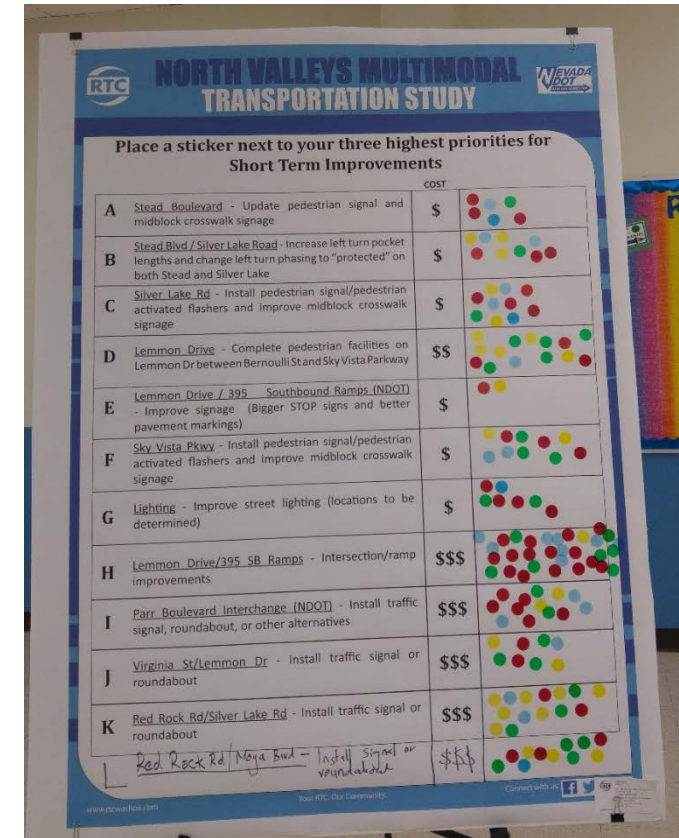 RTC
NORTH VALLEYS MULTIMODAL
TRANSPORTATION STUDY
NEVADA
DOT
Place a sticker next to your three highest priorities for
Short Term Improvements
COST
A Stead Boulevard - Update pedestrian signal and $
midblock crosswalk signage
Stead Blvd / Silver Lake Road - Increase left turn pocket
B lengths and change left turn phasing to "protected" on $
both Stead and Silver Lake
Silver Lake Rd - Install pedestrian signal/pedestrian
C activated flashers and improve midblock crosswalk $
signage
D Lemmon Drive - Complete pedestrian facilities on $$
Lemmon Dr between Bernoulli St and Sky Vista Parkway
Lemmon Drive / 395 Southbound Ramps (NDOT)
E - Improve signage (Bigger STOP signs and better $
pavement markings)
Sky Vista Pkwy - Install pedestrian signal/pedestrian
F activated flashers and improve midblock crosswalk $
signage
G Lighting - Improve street lighting (locations to be $
determined)
H Lemmon Drive/395 SB Ramps - Intersection/ramp $$$
improvements
I Parr Boulevard Interchange (NDOT) - Install traffic $$$
signal, roundabout, or other alternatives
J Virginia St/Lemmon Dr - Install traffic signal or $$$
roundabout
K Red Rock Rd/Silver Lake Rd - Install traffic signal or $$$
roundabout
L Red Rock Rd/Moya Blvd - Install Signal or $$$
roundabout
www.rtcwashoe.com
Your RTC. Our Community.
Connect with us